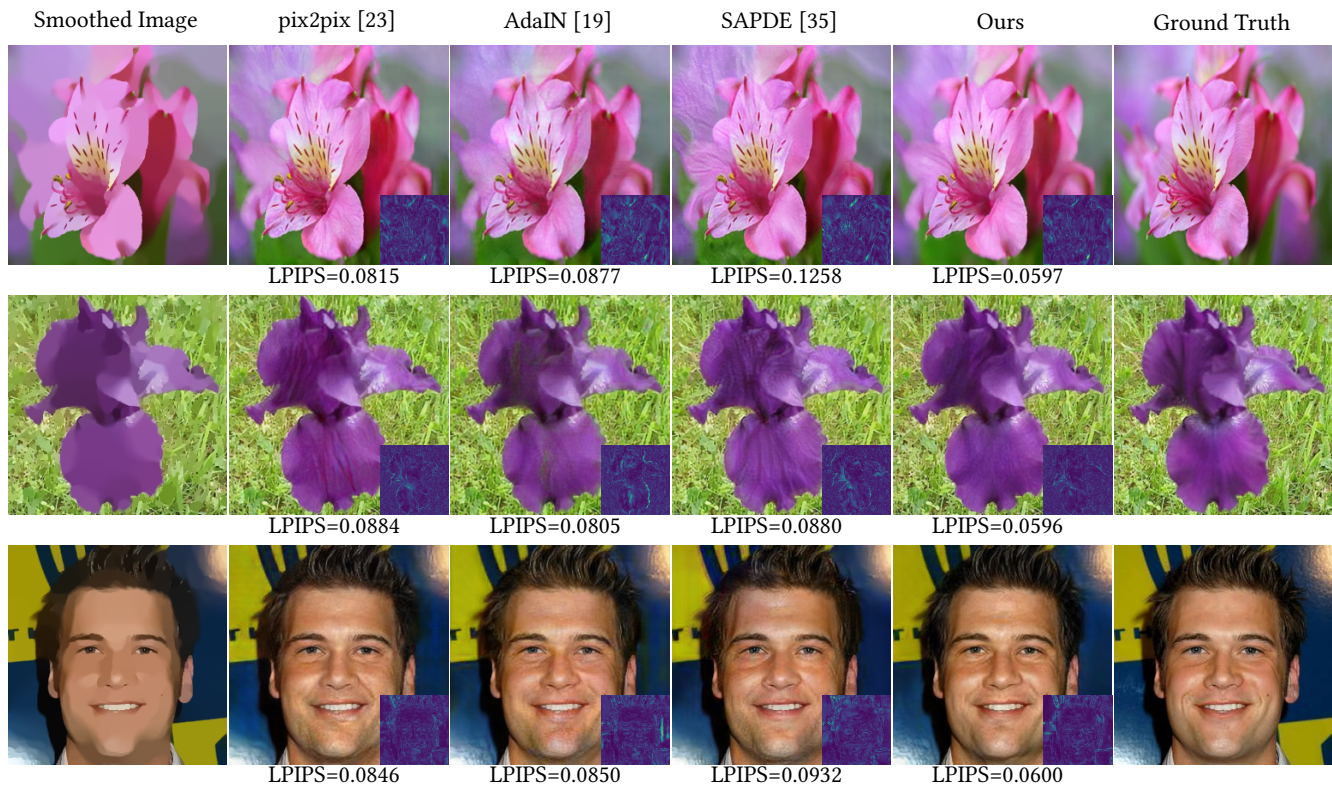 Smoothed Image pix2pix [23] AdaIN [19] SAPDE [35] Ours Ground Truth
LPIPS=0.0815 LPIPS=0.0877 LPIPS=0.1258 LPIPS=0.0597
LPIPS=0.0884 LPIPS=0.0805 LPIPS=0.0880 LPIPS=0.0596
LPIPS=0.0846 LPIPS=0.0850 LPIPS=0.0932 LPIPS=0.0600